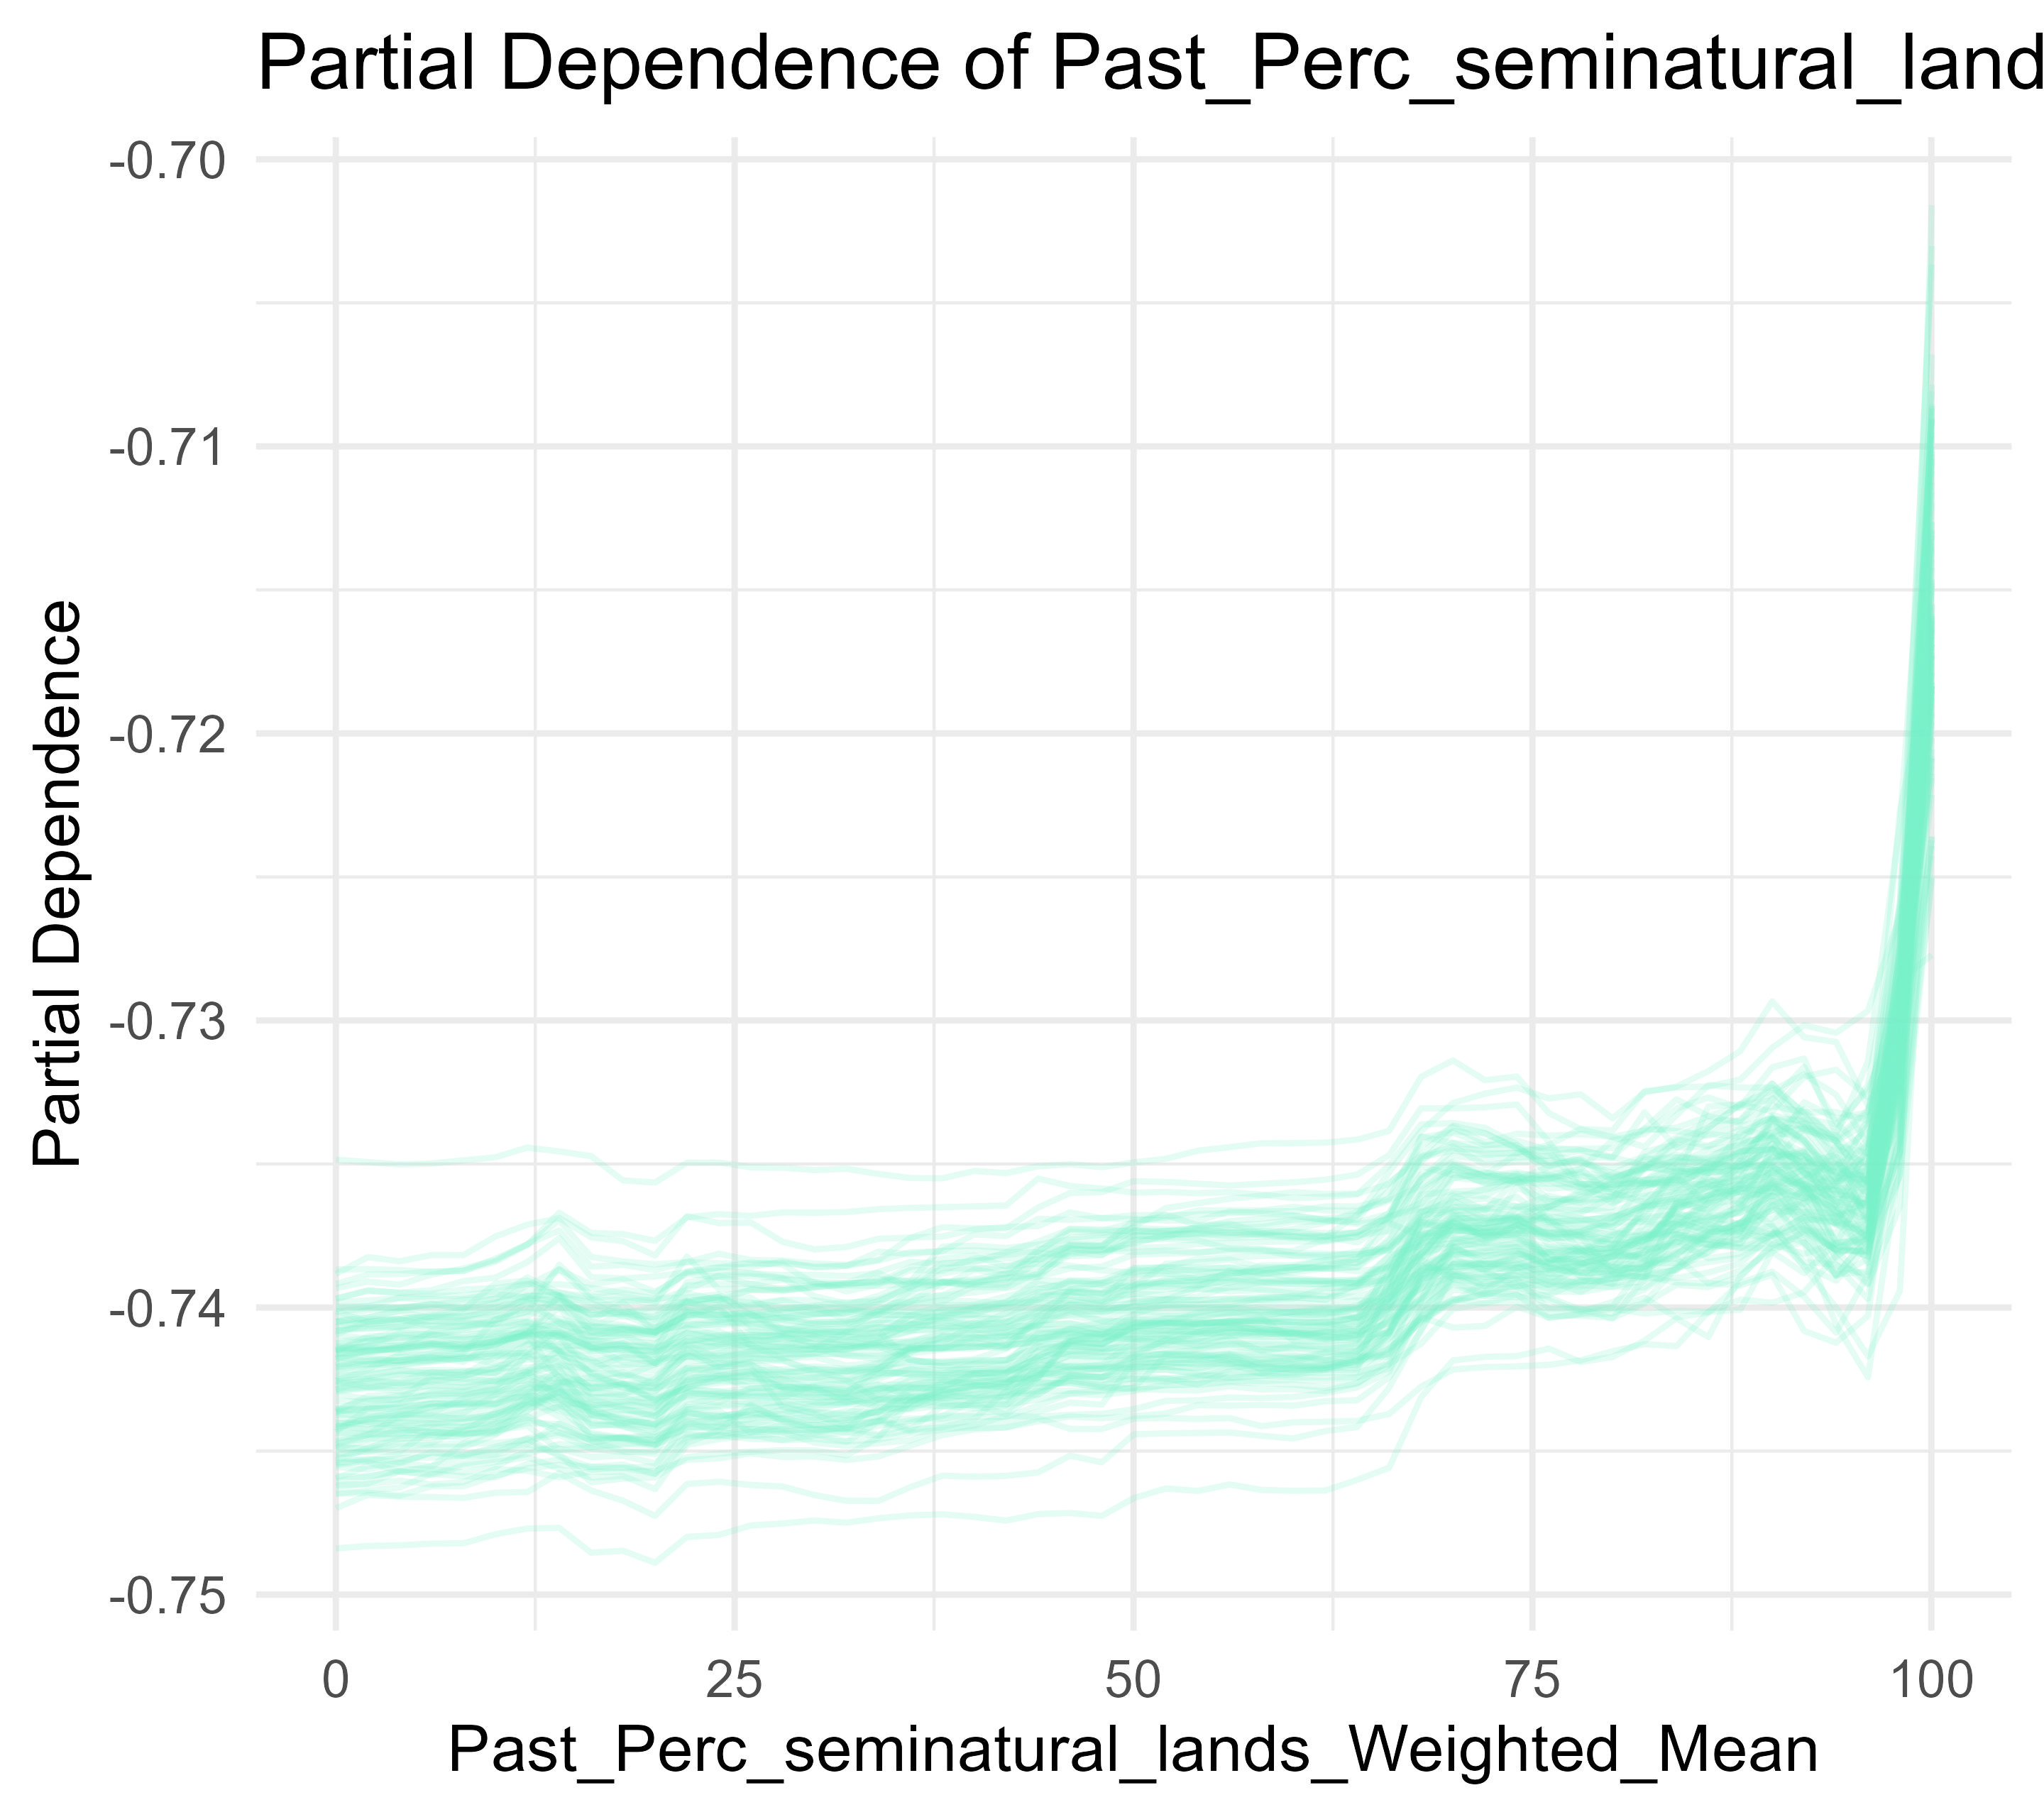 Partial Dependence of Past_Perc_seminatural_land
-0.70
-0.71
-0.72
-0.73
-0.74
-0.75
Partial Dependence
0 25 50 75 100
Past_Perc_seminatural_lands_Weighted_Mean